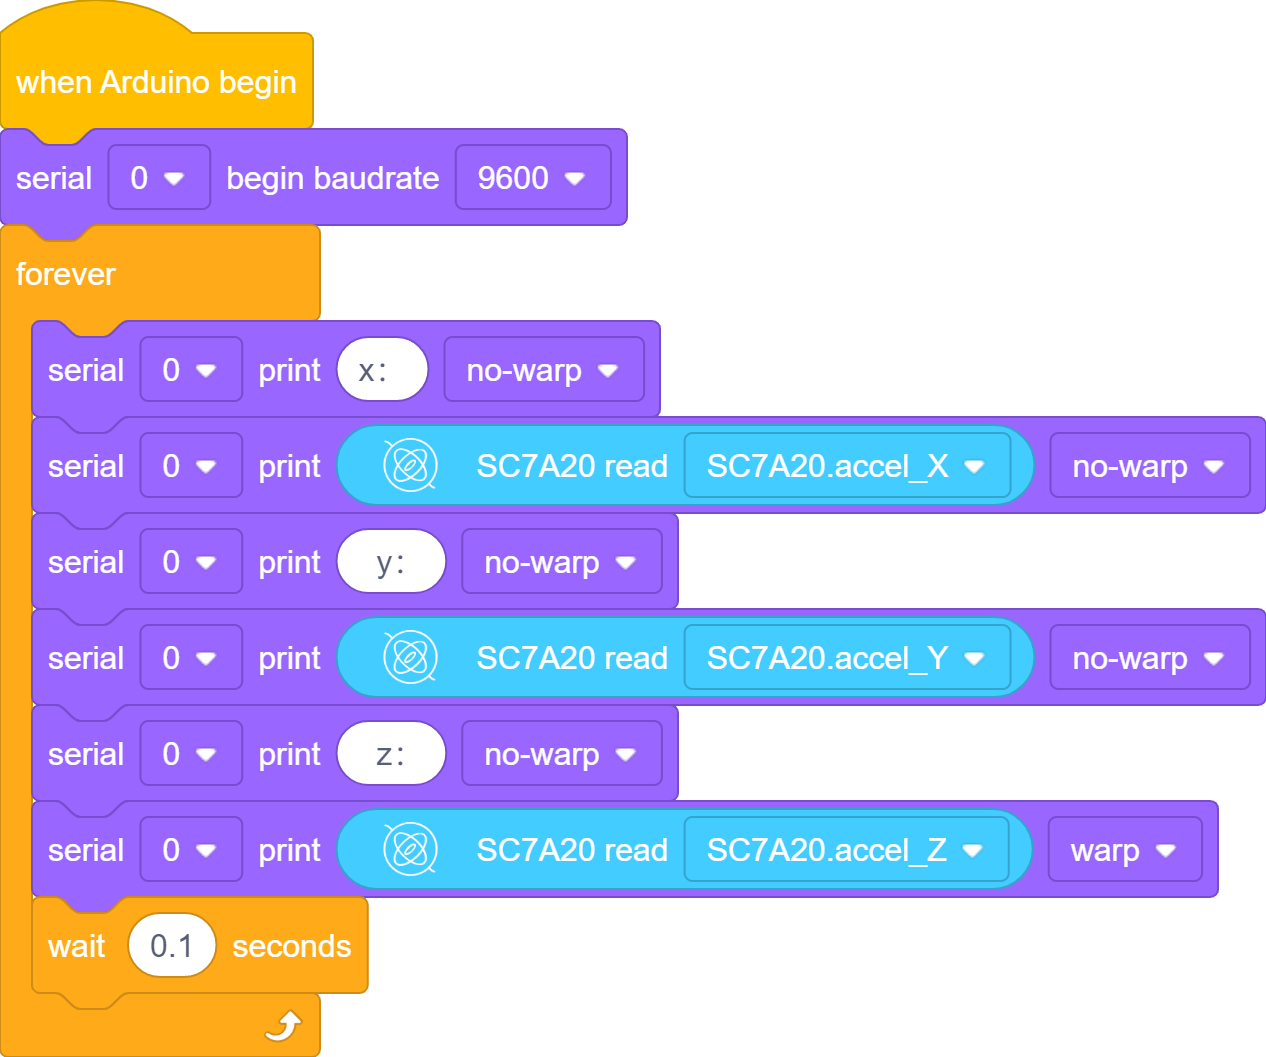 when Arduino begin
serial 0 begin baudrate 9600
forever
serial 0 print x: no-warp
serial 0 print SC7A20 read SC7A20.accel_X no-warp
serial 0 print y: no-warp
serial 0 print SC7A20 read SC7A20.accel_Y no-warp
serial 0 print z: no-warp
serial 0 print SC7A20 read SC7A20.accel_Z warp
wait 0.1 seconds